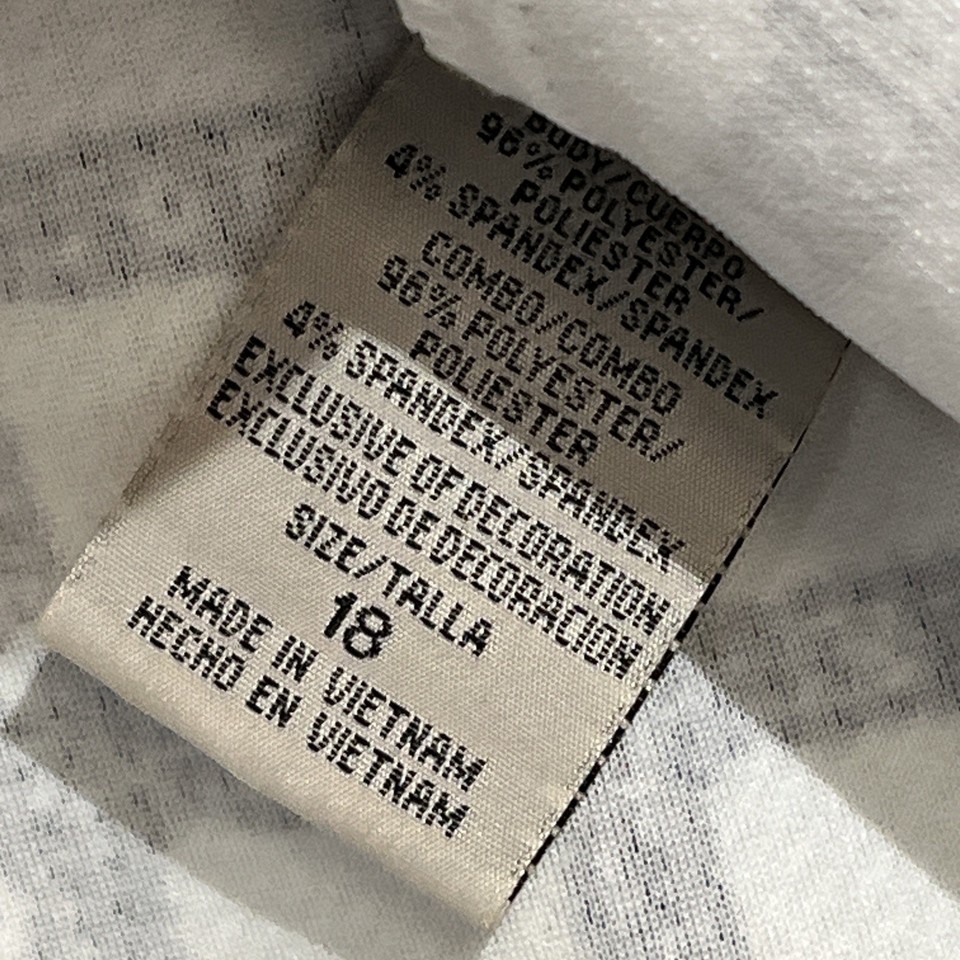 BODY/CUERPO
96% POLYESTER/
POLIESTER
4% SPANDEX/SPANDEX
COMBO/COMBO
96% POLYESTER/
POLIESTER
4% SPANDEX/SPANDEX
EXCLUSIVE OF DECORATION
EXCLUSIVO DE DECORACION
SIZE/TALLA
18
MADE IN VIETNAM
HECHO EN VIETNAM